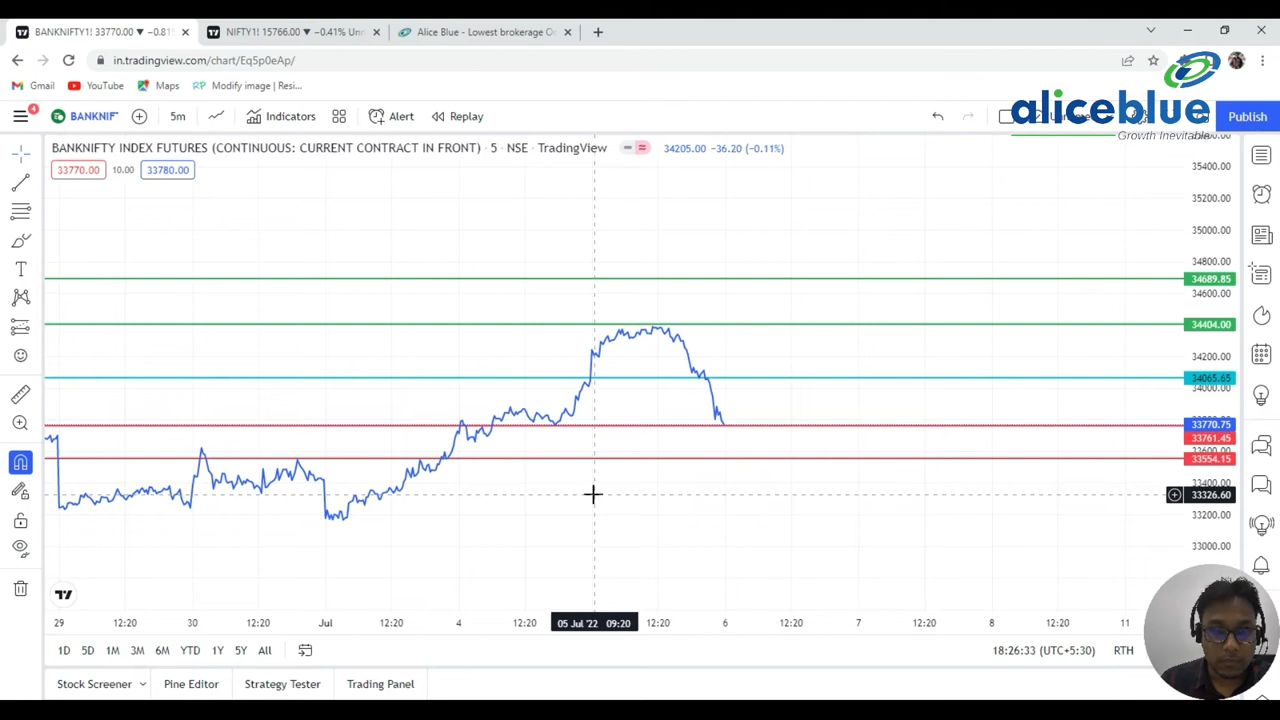 BANKNIFTY1! 33770.00 ▼ −0.81%
NIFTY1! 15766.00 ▼ −0.41% Unn
Alice Blue - Lowest brokerage On
in.tradingview.com/chart/Eq5p0eAp/
Gmail
YouTube
Maps
RP Modify image | Resi...
aliceblue
Growth Inevitable
4
BANKNIF
5m
Indicators
Alert
Replay
Publish
BANKNIFTY INDEX FUTURES (CONTINUOUS: CURRENT CONTRACT IN FRONT) · 5 · NSE · TradingView
34205.00 −36.20 (−0.11%)
33770.00
10.00
33780.00
35400.00
35200.00
35000.00
34800.00
34689.85
34600.00
34404.00
34200.00
34065.65
34000.00
33770.75
33761.45
33600.00
33554.15
33400.00
33326.60
33200.00
33000.00
29
12:20
30
12:20
Jul
12:20
4
12:20
05 Jul '22 09:20
12:20
6
12:20
7
12:20
8
12:20
11
1D 5D 1M 3M 6M YTD 1Y 5Y All
18:26:33 (UTC+5:30)
RTH
Stock Screener
Pine Editor
Strategy Tester
Trading Panel